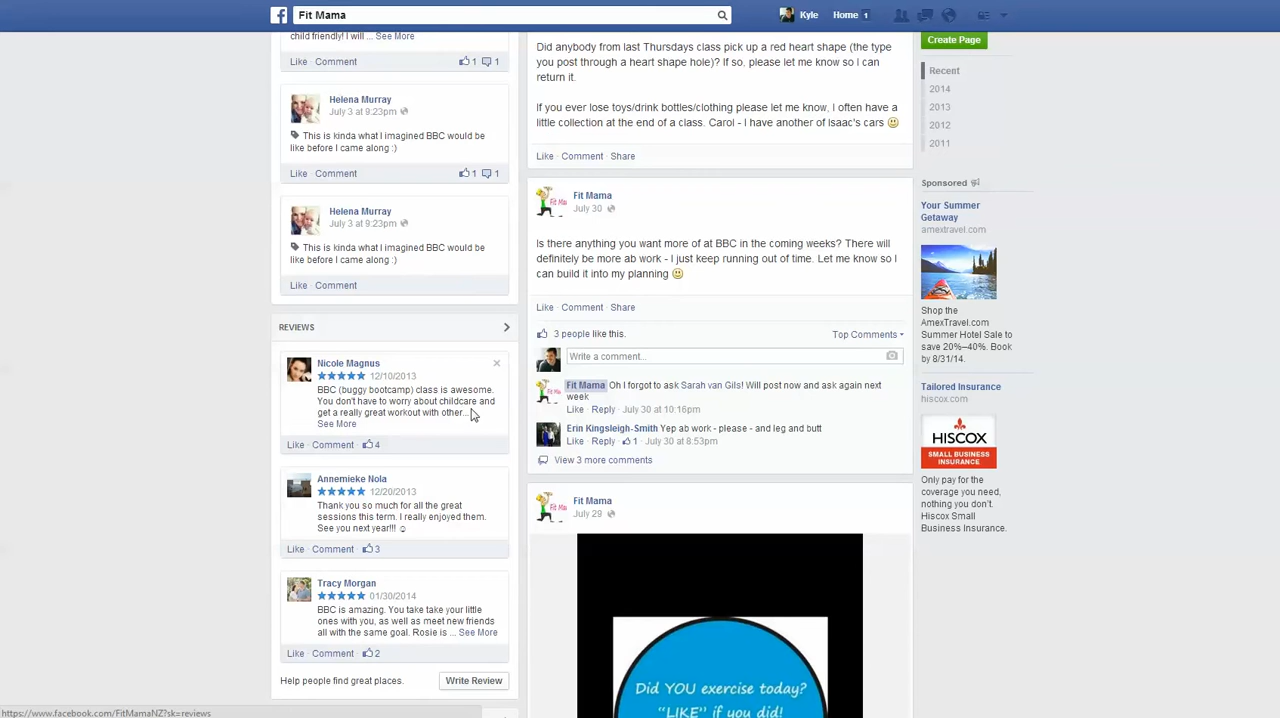 Fit Mama
Kyle
Home 1
child friendly! I will ... See More
Like · Comment 1 1
Helena Murray
July 3 at 9:23pm
This is kinda what I imagined BBC would be
like before I came along :)
Like · Comment 1 1
Helena Murray
July 3 at 9:23pm
This is kinda what I imagined BBC would be
like before I came along :)
Like · Comment
REVIEWS
Nicole Magnus
★★★★★ 12/10/2013
BBC (buggy bootcamp) class is awesome.
You don't have to worry about childcare and
get a really great workout with other...
See More
Like · Comment 4
Annemieke Nola
★★★★★ 12/20/2013
Thank you so much for all the great
sessions this term. I really enjoyed them.
See you next year!!! ☺
Like · Comment 3
Tracy Morgan
★★★★★ 01/30/2014
BBC is amazing. You take take your little
ones with you, as well as meet new friends
all with the same goal. Rosie is ... See More
Like · Comment 2
Help people find great places.
Write Review
https://www.facebook.com/FitMamaNZ?sk=reviews
Did anybody from last Thursdays class pick up a red heart shape (the type
you post through a heart shape hole)? If so, please let me know so I can
return it.
If you ever lose toys/drink bottles/clothing please let me know, I often have a
little collection at the end of a class. Carol - I have another of Isaac's cars
Like · Comment · Share
Fit Mama
July 30
Is there anything you want more of at BBC in the coming weeks? There will
definitely be more ab work - I just keep running out of time. Let me know so I
can build it into my planning
Like · Comment · Share
3 people like this.
Top Comments
Write a comment...
Fit Mama Oh I forgot to ask Sarah van Gils! Will post now and ask again next
week
Like · Reply · July 30 at 10:16pm
Erin Kingsleigh-Smith Yep ab work - please - and leg and butt
Like · Reply · 1 · July 30 at 8:53pm
View 3 more comments
Fit Mama
July 29
Did YOU exercise today?
"LIKE" if you did!
Create Page
Recent
2014
2013
2012
2011
Sponsored
Your Summer
Getaway
amextravel.com
Shop the
AmexTravel.com
Summer Hotel Sale to
save 20%–40%. Book
by 8/31/14.
Tailored Insurance
hiscox.com
HISCOX
SMALL BUSINESS
INSURANCE
Only pay for the
coverage you need,
nothing you don't.
Hiscox Small
Business Insurance.